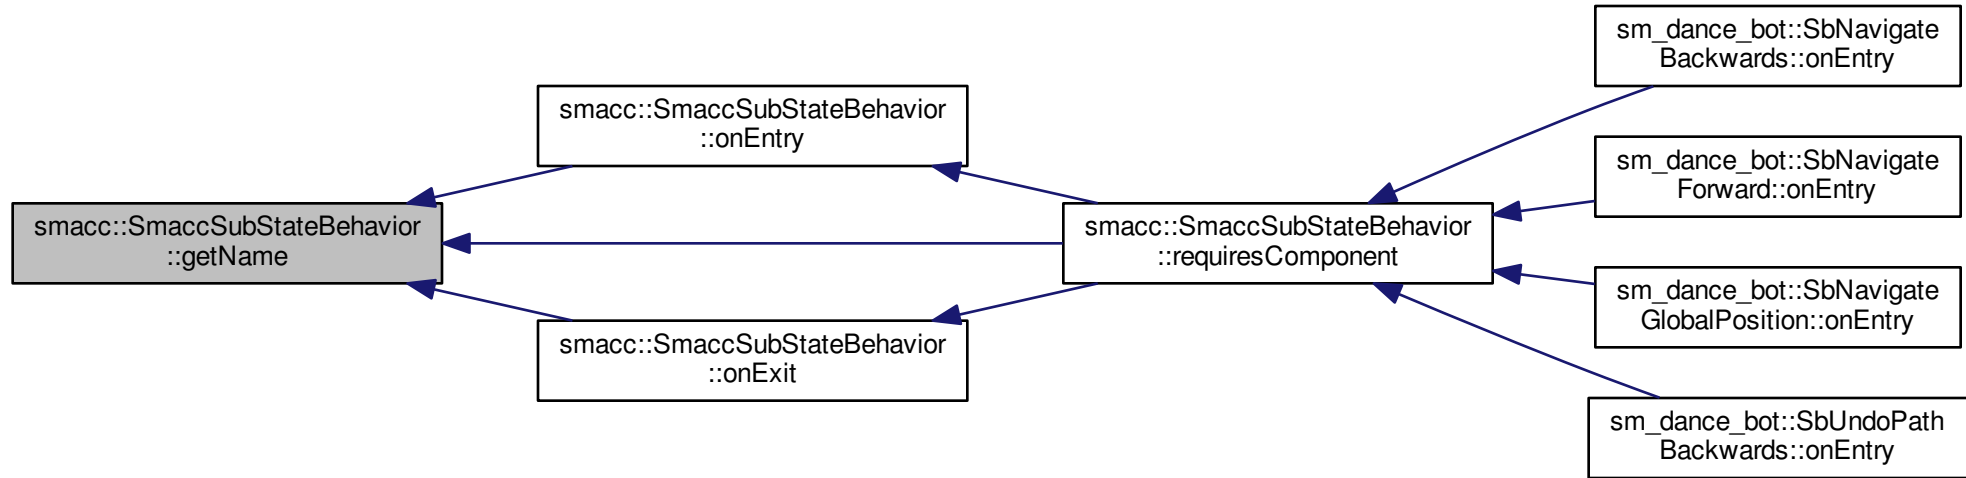 sm_dance_bot::SbNavigate
Backwards::onEntry
smacc::SmaccSubStateBehavior
::onEntry
sm_dance_bot::SbNavigate
Forward::onEntry
smacc::SmaccSubStateBehavior
::getName
smacc::SmaccSubStateBehavior
::requiresComponent
sm_dance_bot::SbNavigate
GlobalPosition::onEntry
smacc::SmaccSubStateBehavior
::onExit
sm_dance_bot::SbUndoPath
Backwards::onEntry